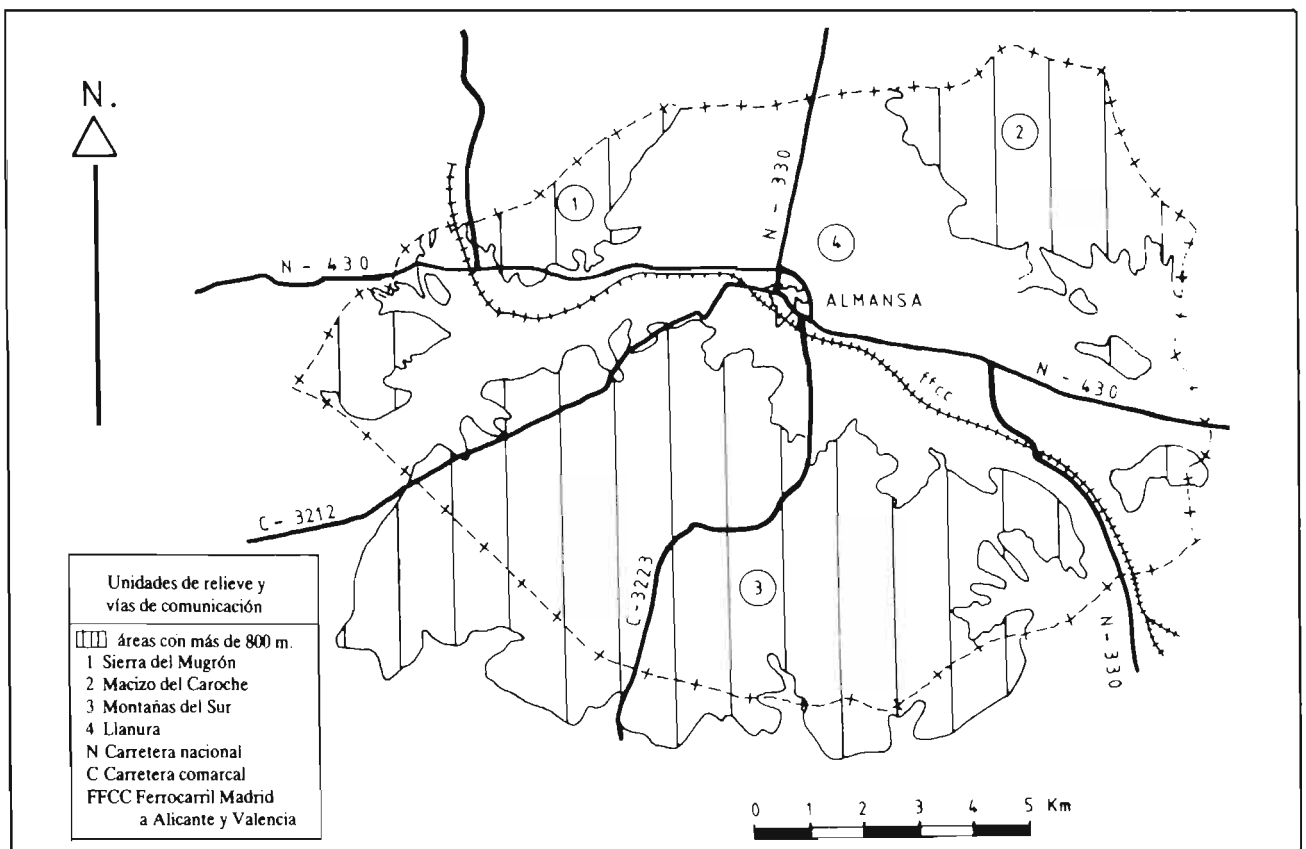 N.
N - 330
2
1
4
N - 430
ALMANSA
ffcc
N - 430
C - 3212
C-3223
3
N-330
Unidades de relieve y
vías de comunicación
áreas con más de 800 m.
1 Sierra del Mugrón
2 Macizo del Caroche
3 Montañas del Sur
4 Llanura
N Carretera nacional
C Carretera comarcal
FFCC Ferrocarril Madrid
a Alicante y Valencia
0 1 2 3 4 5 Km